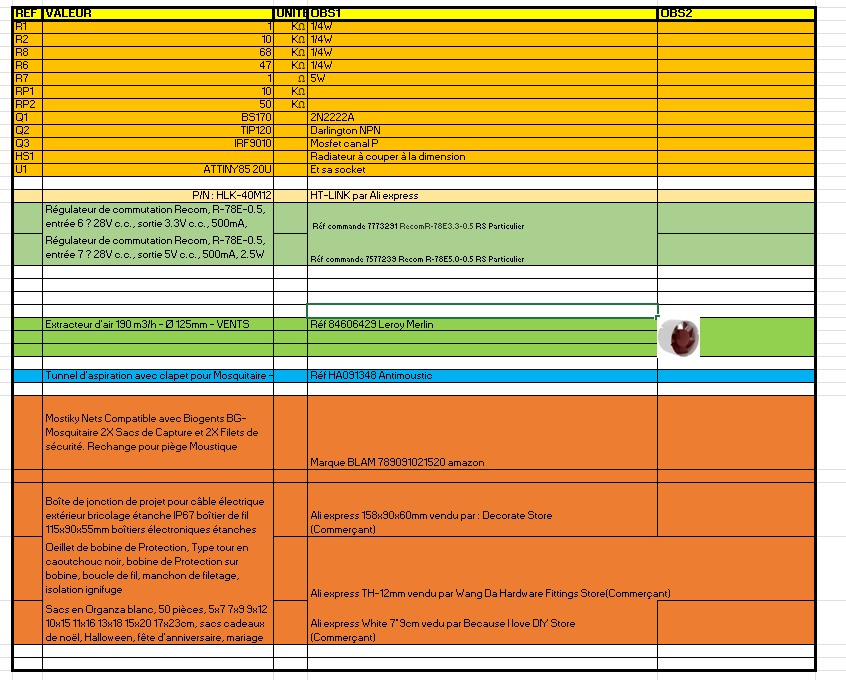 REF VALEUR UNITE OBS1 OBS2
R1 1 KΩ 1/4W
R2 10 KΩ 1/4W
R8 68 KΩ 1/4W
R6 47 KΩ 1/4W
R7 1 Ω 5W
RP1 10 KΩ
RP2 50 KΩ
Q1 BS170 2N2222A
Q2 TIP120 Darlington NPN
Q3 IRF9010 Mosfet canal P
HS1 Radiateur à couper à la dimension
U1 ATTINY85 20U Et sa socket
P/N : HLK-40M12 HT-LINK par Ali express
Régulateur de commutation Recom, R-78E-0.5,
entrée 6 ? 28V c.c., sortie 3.3V c.c., 500mA,
Réf commande 7773291 RecomR-78E3.3-0.5 RS Particulier
Régulateur de commutation Recom, R-78E-0.5,
entrée 7 ? 28V c.c., sortie 5V c.c., 500mA, 2.5W
Réf commande 7577239 Recom R-78E5.0-0.5 RS Particulier
Extracteur d'air 190 m3/h - Ø 125mm - VENTS Réf 84606429 Leroy Merlin
Tunnel d'aspiration avec clapet pour Mosquitaire - Réf HA091348 Antimoustic
Mostiky Nets Compatible avec Biogents BG-
Mosquitaire 2X Sacs de Capture et 2X Filets de
sécurité. Rechange pour piège Moustique
Marque BLAM 789091021520 amazon
Boîte de jonction de projet pour câble électrique
extérieur bricolage étanche IP67 boîtier de fil
115x90x55mm boîtiers électroniques étanches
Ali express 158x90x60mm vendu par : Decorate Store
(Commerçant)
Oeillet de bobine de Protection, Type tour en
caoutchouc noir, bobine de Protection sur
bobine, boucle de fil, manchon de filetage,
isolation ignifuge
Ali express TH-12mm vendu par Wang Da Hardware Fittings Store(Commerçant)
Sacs en Organza blanc, 50 pièces, 5x7 7x9 9x12
10x15 11x16 13x18 15x20 17x23cm, sacs cadeaux
de noël, Halloween, fête d'anniversaire, mariage
Ali express White 7*9cm vedu par Because I love DIY Store
(Commerçant)